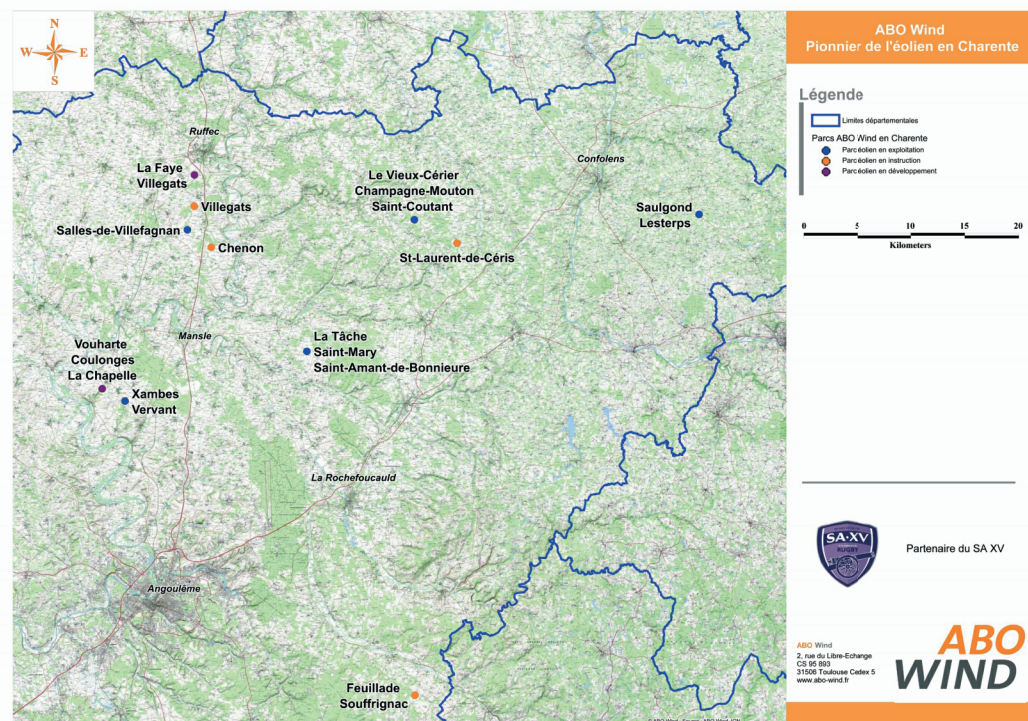 N
W
E
S
Ruffec
La Faye
Villegats
Villegats
Salles-de-Villefagnan
Chenon
Le Vieux-Cérier
Champagne-Mouton
Saint-Coutant
St-Laurent-de-Céris
Confolens
Saulgond
Lesterps
Mansle
La Tâche
Saint-Mary
Saint-Amant-de-Bonnieure
Vouharte
Coulonges
La Chapelle
Xambes
Vervant
La Rochefoucauld
Angoulême
Feuillade
Souffrignac
ABO Wind
Pionnier de l'éolien en Charente
Légende
Limites départementales
Parcs ABO Wind en Charente
Parc éolien en exploitation
Parc éolien en instruction
Parc éolien en développement
0 5 10 15 20
Kilometers
SA·XV
RUGBY
Partenaire du SA XV
ABO Wind
2, rue du Libre-Echange
CS 95 893
31506 Toulouse Cedex 5
www.abo-wind.fr
ABO
WIND